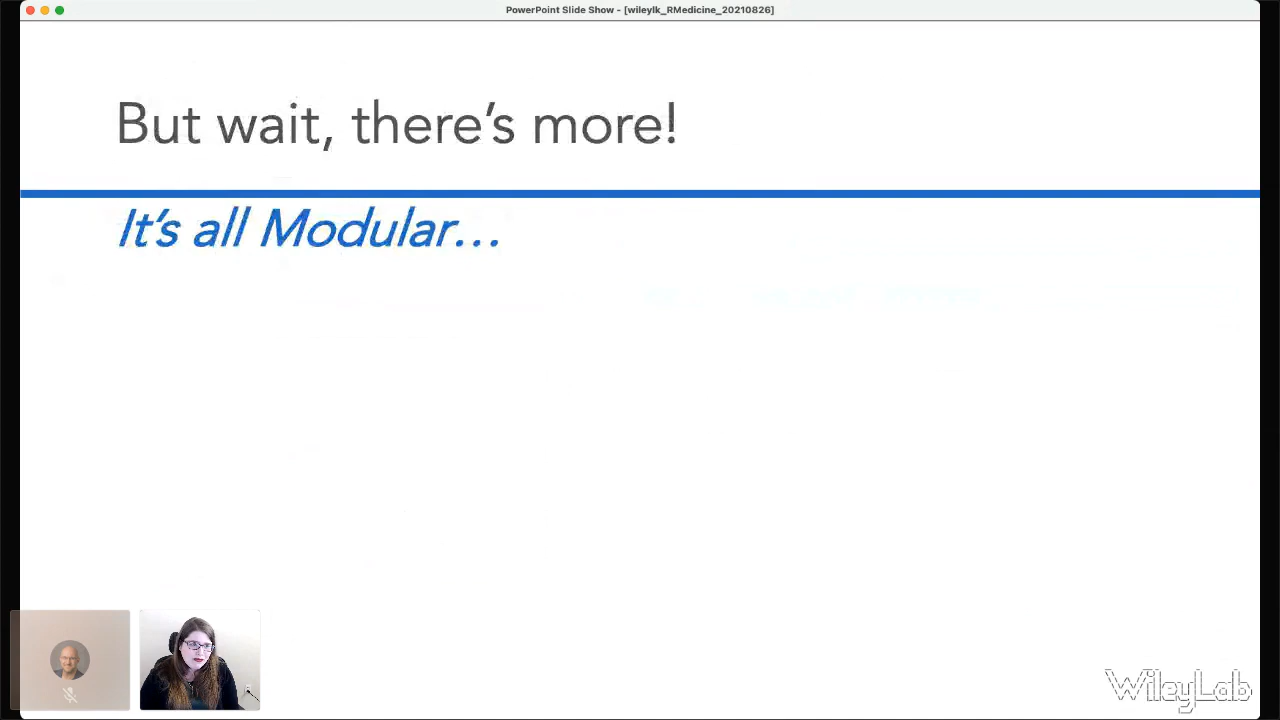 PowerPoint Slide Show - [wileylk_RMedicine_20210826]
But wait, there’s more!
It’s all Modular…
WileyLab